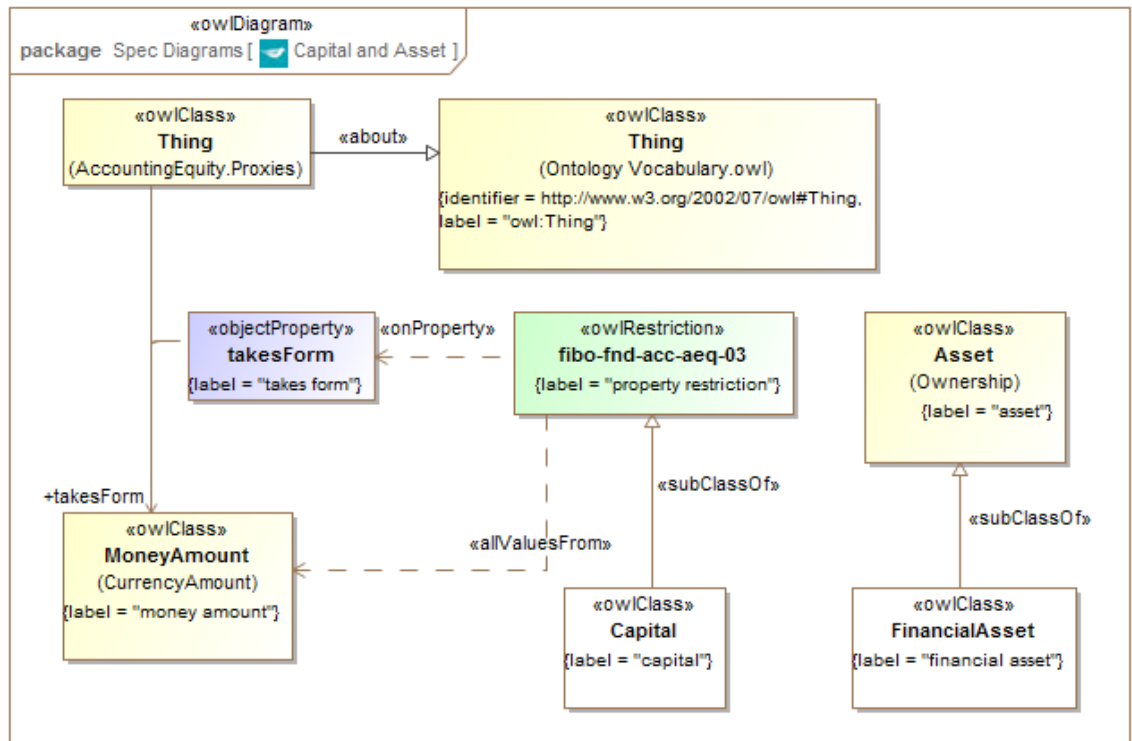 «owlDiagram»
package Spec Diagrams [ Capital and Asset ]
«owlClass»
Thing
(AccountingEquity.Proxies)
«about»
«owlClass»
Thing
(Ontology Vocabulary.owl)
{identifier = http://www.w3.org/2002/07/owl#Thing,
label = "owl:Thing"}
«objectProperty»
takesForm
{label = "takes form"}
«onProperty»
«owlRestriction»
fibo-fnd-acc-aeq-03
{label = "property restriction"}
«owlClass»
Asset
(Ownership)
{label = "asset"}
+takesForm
«subClassOf»
«subClassOf»
«allValuesFrom»
«owlClass»
MoneyAmount
(CurrencyAmount)
{label = "money amount"}
«owlClass»
Capital
{label = "capital"}
«owlClass»
FinancialAsset
{label = "financial asset"}